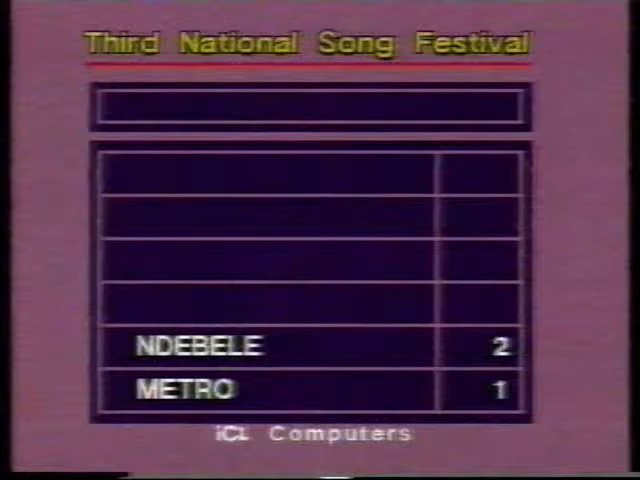 Third National Song Festival
NDEBELE 2
METRO 1
iCL Computers